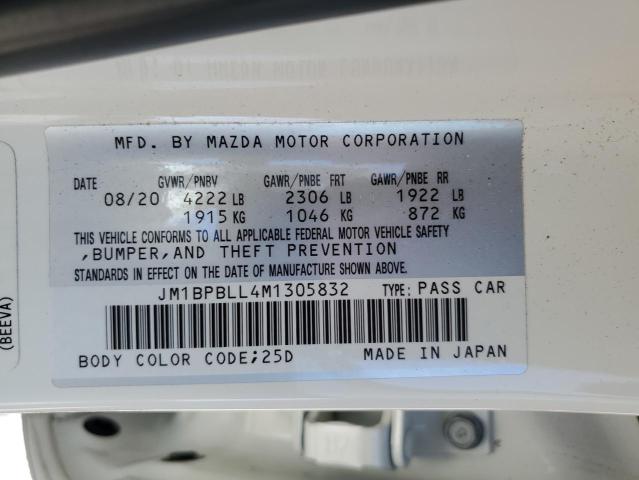 MFD. BY MAZDA MOTOR CORPORATION
DATE GVWR/PNBV GAWR/PNBE FRT GAWR/PNBE RR
08/20 4222 LB 2306 LB 1922 LB
1915 KG 1046 KG 872 KG
THIS VEHICLE CONFORMS TO ALL APPLICABLE FEDERAL MOTOR VEHICLE SAFETY
,BUMPER,AND THEFT PREVENTION
STANDARDS IN EFFECT ON THE DATE OF MANUFACTURE SHOWN ABOVE.
JM1BPBLL4M1305832 TYPE: PASS CAR
BODY COLOR CODE;25D MADE IN JAPAN
(BEEVA)